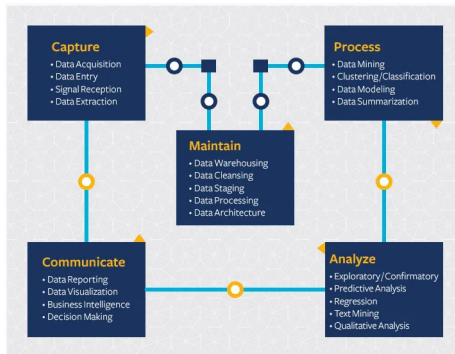 Capture
• Data Acquisition
• Data Entry
• Signal Reception
• Data Extraction
Process
• Data Mining
• Clustering/Classification
• Data Modeling
• Data Summarization
Maintain
• Data Warehousing
• Data Cleansing
• Data Staging
• Data Processing
• Data Architecture
Communicate
• Data Reporting
• Data Visualization
• Business Intelligence
• Decision Making
Analyze
• Exploratory/Confirmatory
• Predictive Analysis
• Regression
• Text Mining
• Qualitative Analysis